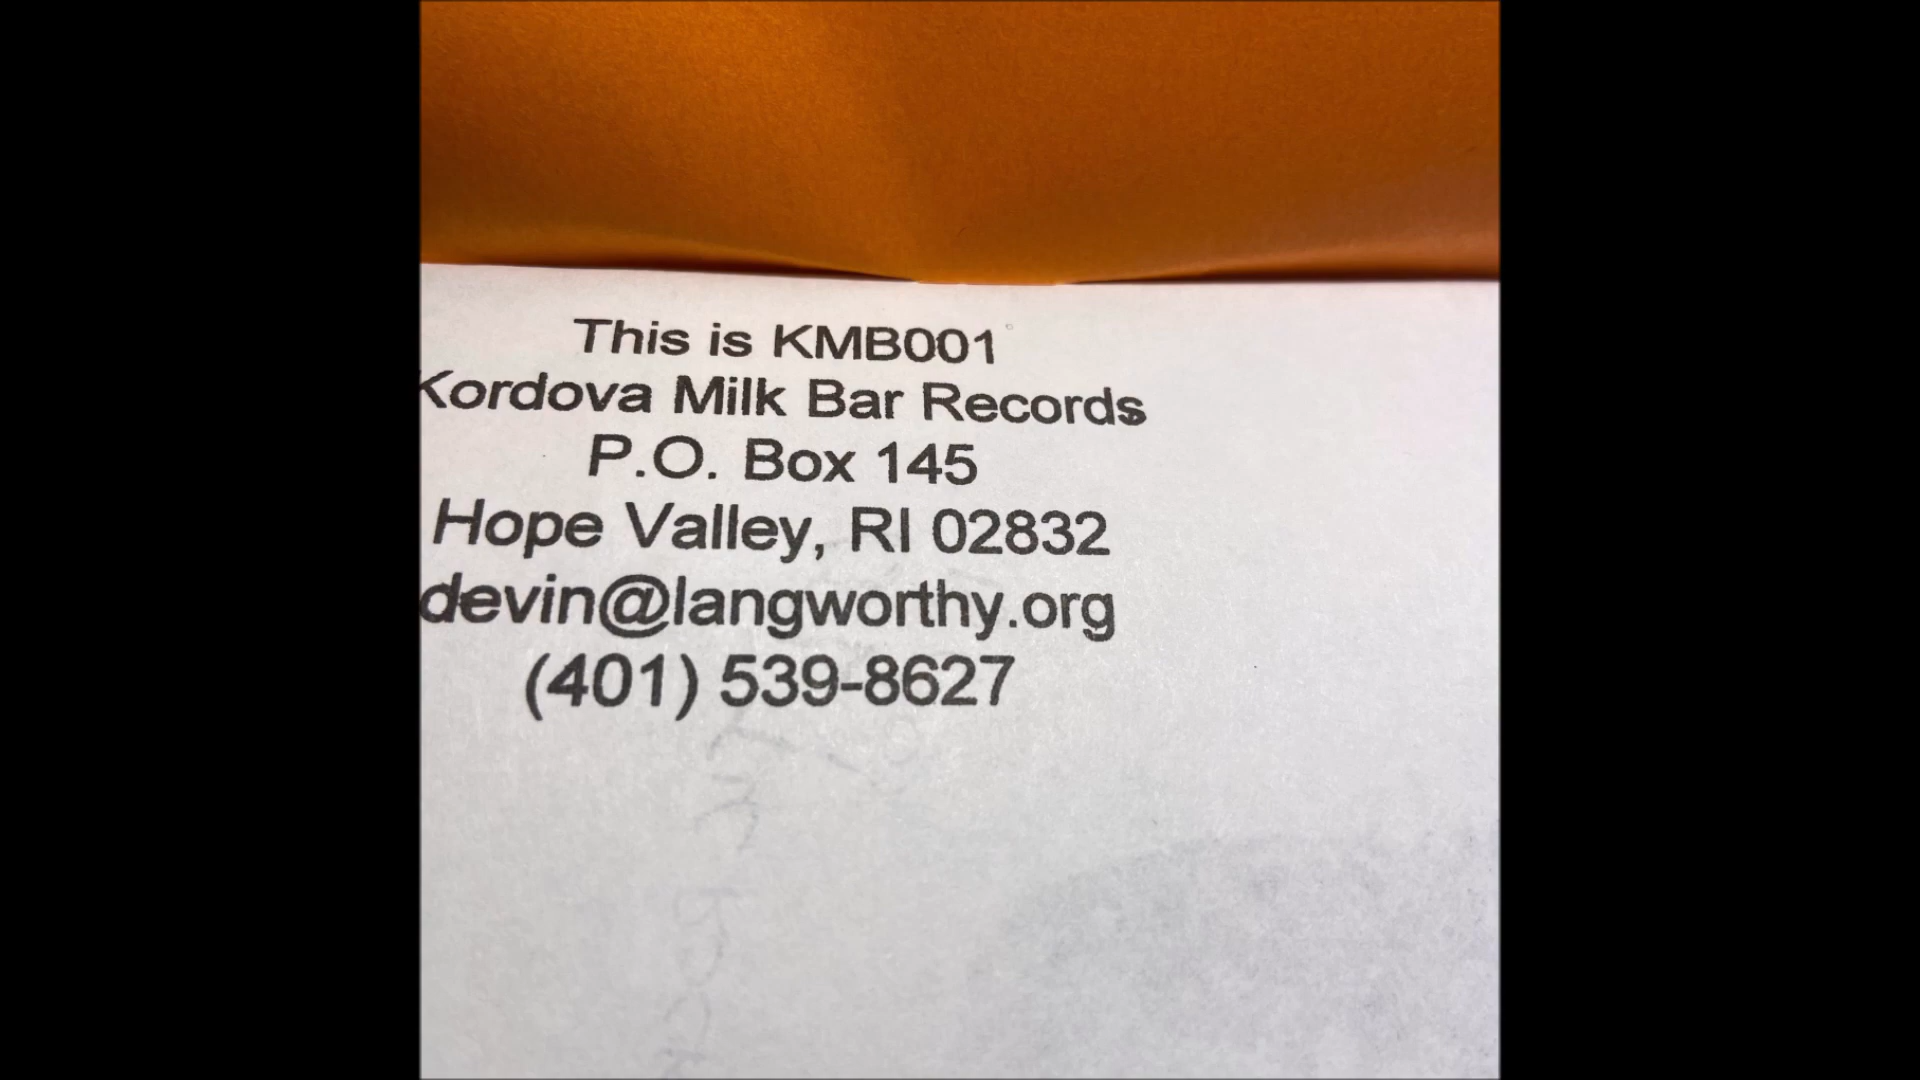 This is KMB001
Kordova Milk Bar Records
P.O. Box 145
Hope Valley, RI 02832
devin@langworthy.org
(401) 539-8627